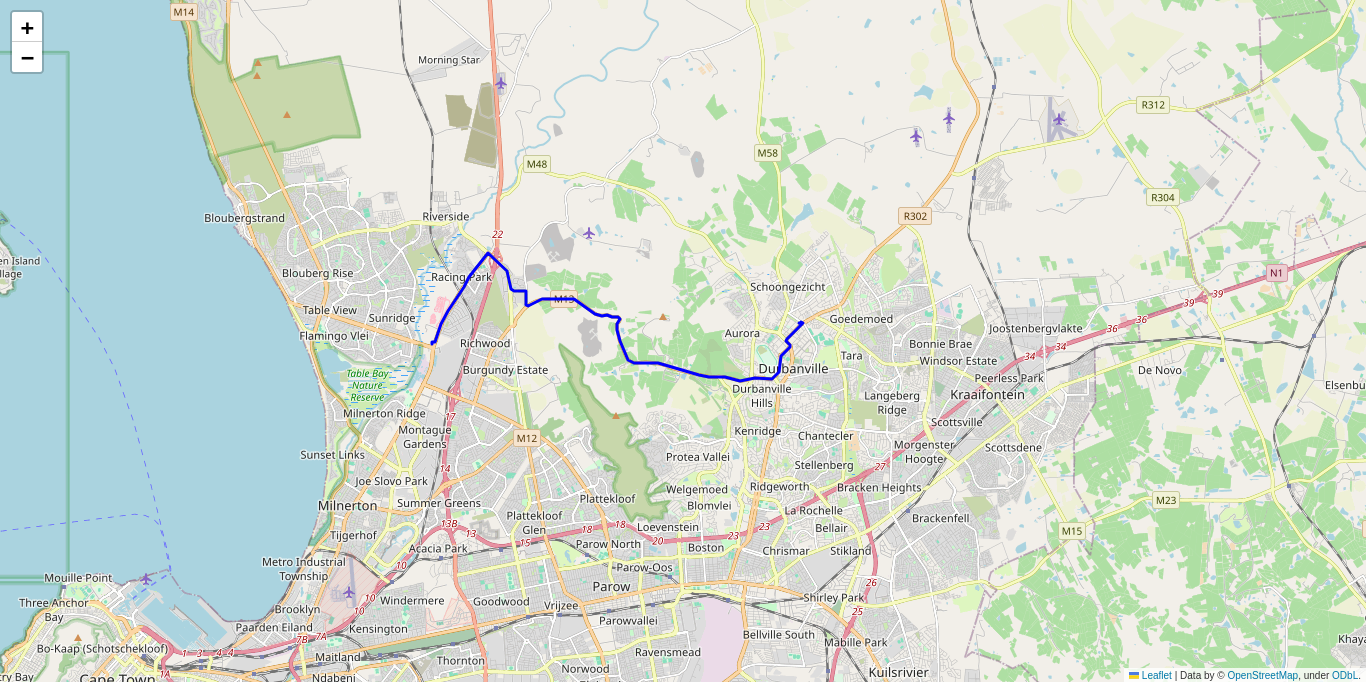 +
−
M14
Morning Star
R312
M48
M58
R304
Bloubergstrand
Riverside
R302
22
en Island
illage
Blouberg Rise
Racing Park
N1
Schoongezicht
M13
39
39
Table View
Sunridge
Goedemoed
Joostenbergvlakte
36
Flamingo Vlei
Richwood
Aurora
Bonnie Brae
36
34
34
Tara
Windsor Estate
Burgundy Estate
Durbanville
Peerless Park
De Novo
Table Bay
Nature
Reserve
Durbanville
Hills
Langeberg
Ridge
Kraaifontein
Elsenbu
Milnerton Ridge
17
Scottsville
Montague
Gardens
M12
Kenridge
Chantecler
Morgenster
Hoogte
Scottsdene
Sunset Links
Protea Vallei
Stellenberg
27
14
Joe Slovo Park
Welgemoed
Ridgeworth
Bracken Heights
Milnerton
Summer Greens
Plattekloof
Blomvlei
La Rochelle
M23
Plattekloof
Glen
Brackenfell
13B
13
18
18
Loevenstein
23
23
Bellair
M15
Tijgerhof
Acacia Park
15
Parow North
20
Boston
Chrismar
Stikland
Metro Industrial
Township
10
Parow-Oos
Mouille Point
Parow
26
Three Anchor
Bay
Brooklyn
10
10
Windermere
Goodwood
Vrijzee
Shirley Park
25
Paarden Eiland
Kensington
Parowvallei
Bellville South
Mabille Park
Khaya
Bo-Kaap (Schotschekloof)
1
3
4
7B
7A
Maitland
Thornton
Ravensmead
Norwood
Kuilsrivier
try Bay
Cape Town
Ndabeni
Leaflet | Data by © OpenStreetMap, under ODbL.